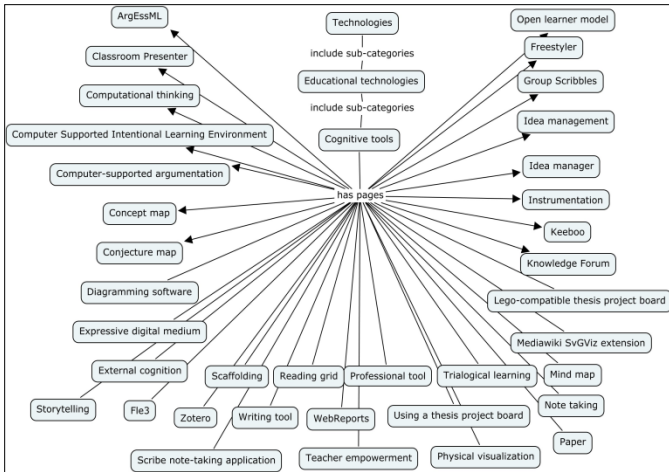 ArgEssML
Technologies
Open learner model
include sub-categories
Freestyler
Classroom Presenter
Educational technologies
Group Scribbles
Computational thinking
include sub-categories
Idea management
Computer Supported Intentional Learning Environment
Cognitive tools
Computer-supported argumentation
Idea manager
has pages
Instrumentation
Concept map
Keeboo
Conjecture map
Knowledge Forum
Diagramming software
Lego-compatible thesis project board
Expressive digital medium
Mediawiki SvGViz extension
External cognition
Scaffolding
Reading grid
Professional tool
Trialogical learning
Mind map
Storytelling
Fle3
Zotero
Writing tool
WebReports
Using a thesis project board
Note taking
Paper
Scribe note-taking application
Teacher empowerment
Physical visualization